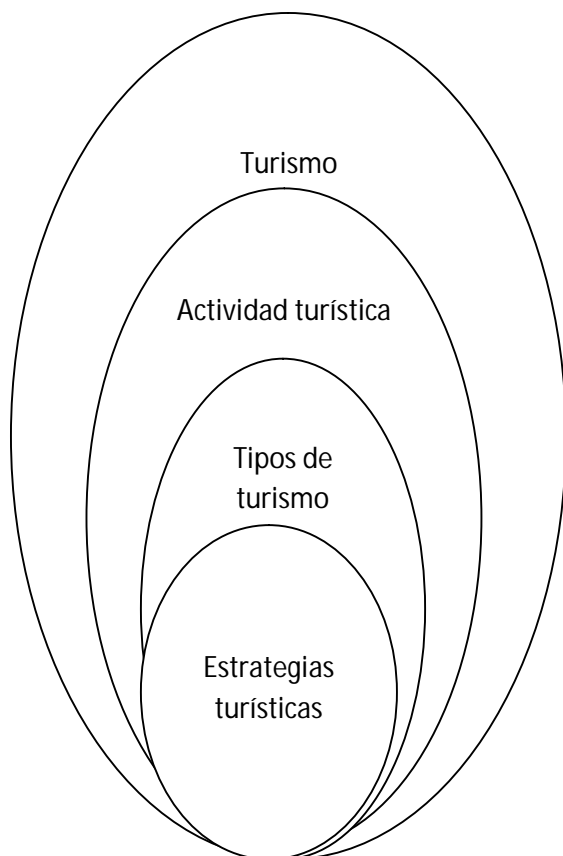 Turismo
Actividad turística
Tipos de
turismo
Estrategias
turísticas